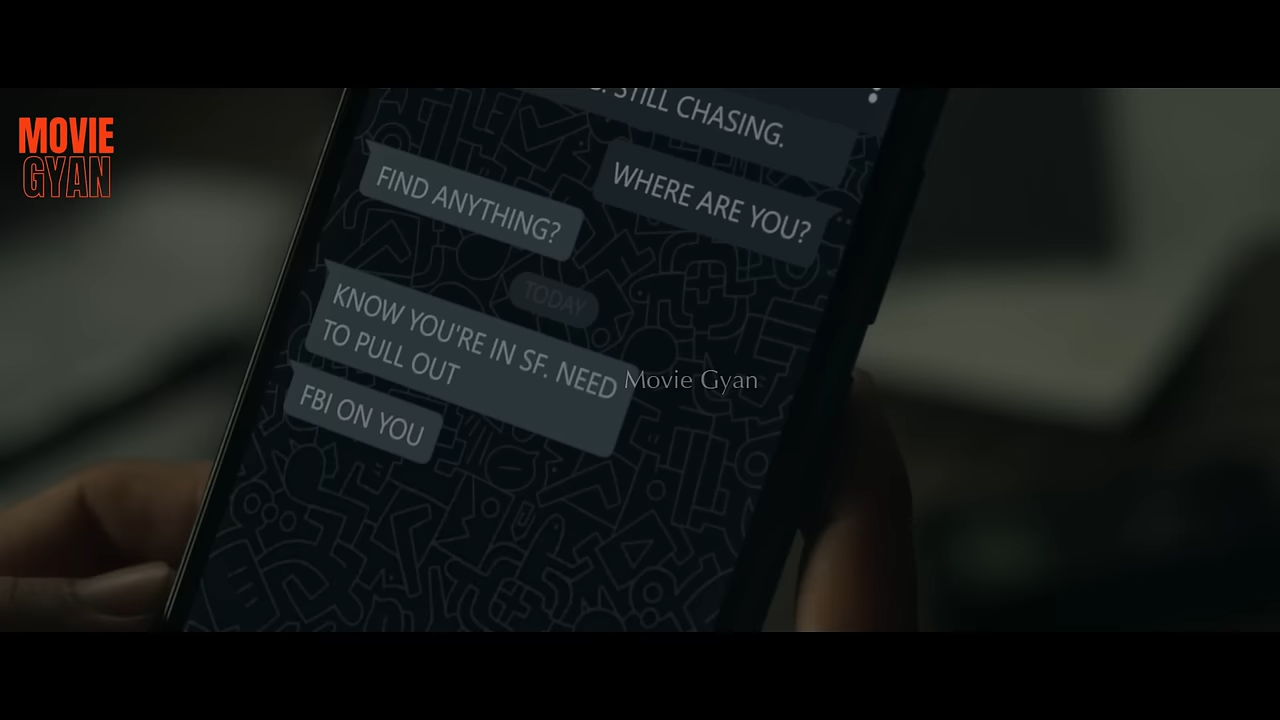 MOVIE
GYAN
STILL CHASING.
WHERE ARE YOU?
FIND ANYTHING?
TODAY
KNOW YOU'RE IN SF. NEED
TO PULL OUT
FBI ON YOU
Movie Gyan